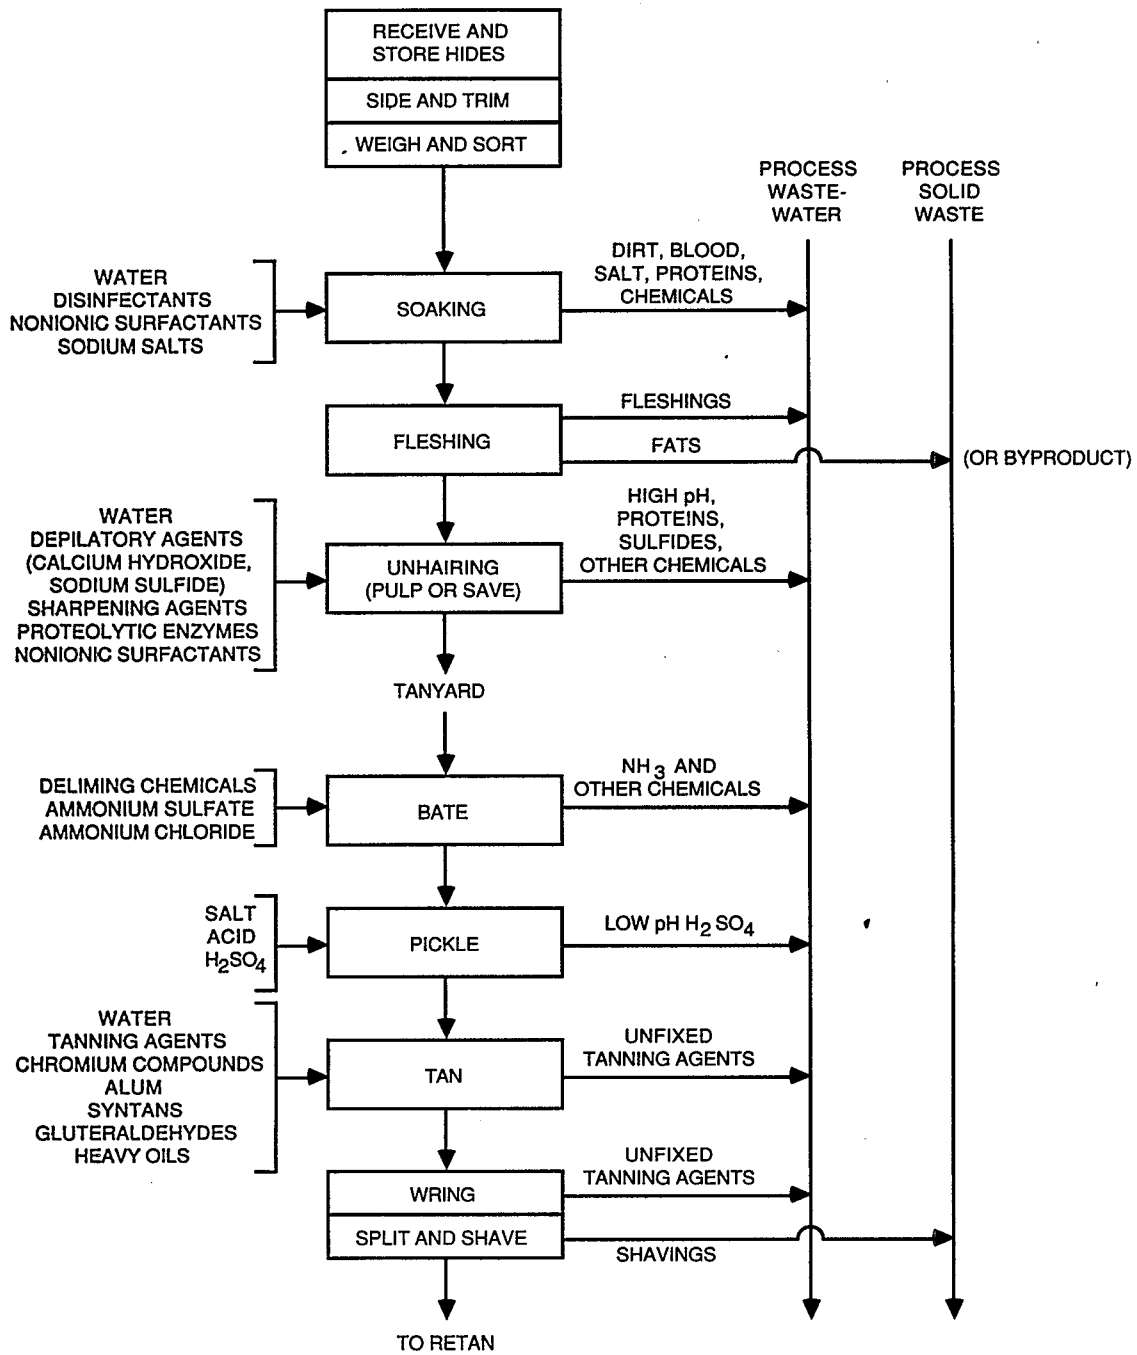 RECEIVE AND
STORE HIDES
SIDE AND TRIM
WEIGH AND SORT
PROCESS
WASTE-
WATER
PROCESS
SOLID
WASTE
WATER
DISINFECTANTS
NONIONIC SURFACTANTS
SODIUM SALTS
SOAKING
DIRT, BLOOD,
SALT, PROTEINS,
CHEMICALS
FLESHING
FLESHINGS
FATS
(OR BYPRODUCT)
WATER
DEPILATORY AGENTS
(CALCIUM HYDROXIDE,
SODIUM SULFIDE)
SHARPENING AGENTS
PROTEOLYTIC ENZYMES
NONIONIC SURFACTANTS
UNHAIRING
(PULP OR SAVE)
HIGH pH,
PROTEINS,
SULFIDES,
OTHER CHEMICALS
TANYARD
DELIMING CHEMICALS
AMMONIUM SULFATE
AMMONIUM CHLORIDE
BATE
NH3 AND
OTHER CHEMICALS
SALT
ACID
H2SO4
PICKLE
LOW pH H2SO4
WATER
TANNING AGENTS
CHROMIUM COMPOUNDS
ALUM
SYNTANS
GLUTERALDEHYDES
HEAVY OILS
TAN
UNFIXED
TANNING AGENTS
WRING
UNFIXED
TANNING AGENTS
SPLIT AND SHAVE
SHAVINGS
TO RETAN